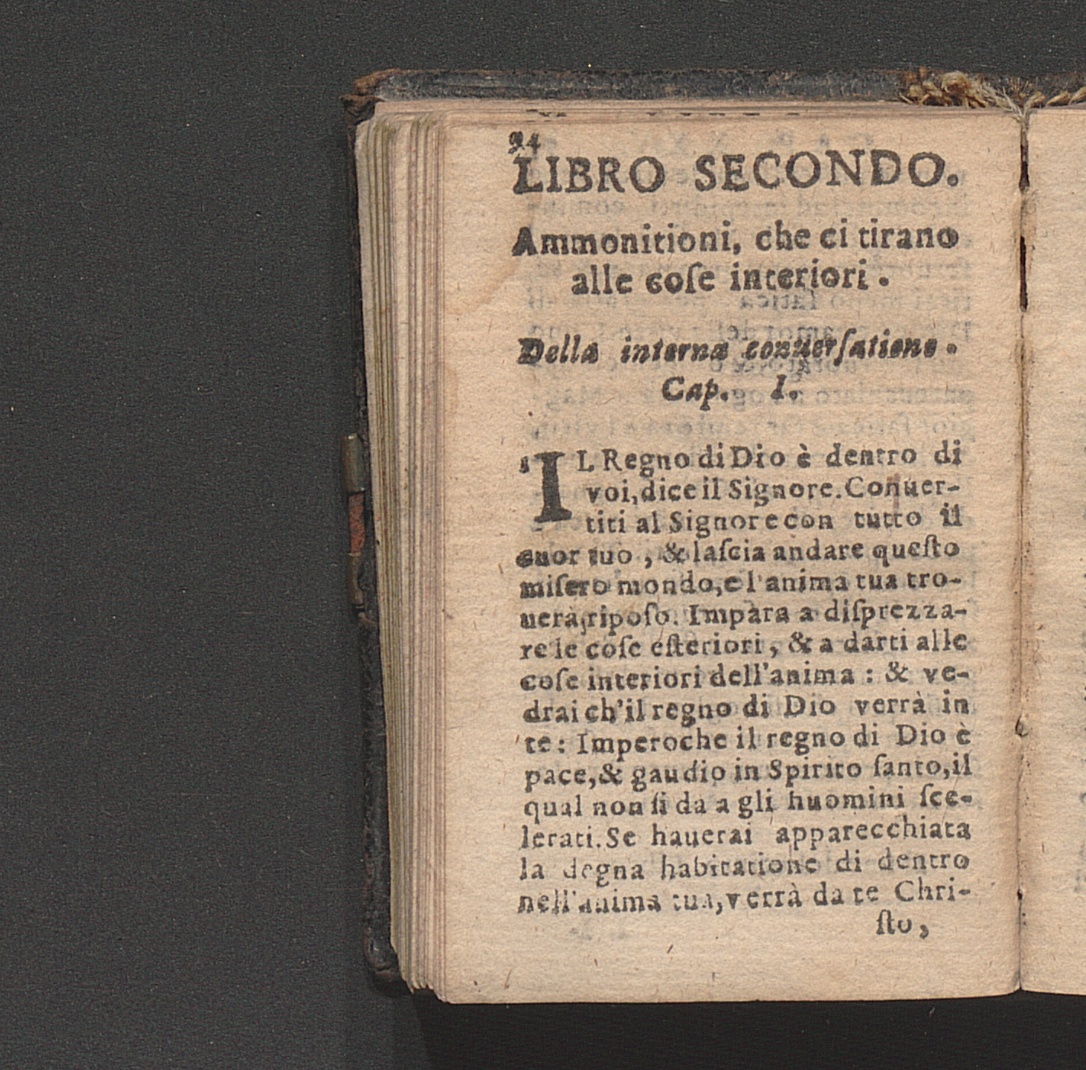 94
LIBRO SECONDO.
Ammonitioni, che ci tirano
alle coſe interiori.
Della interna conuerſatione.
Cap. I.
1 IL Regno di Dio è dentro di
voi, dice il Signore. Conuer-
titi al Signore con tutto il
cuor tuo, & laſcia andare queſto
miſero mondo, e l'anima tua tro-
uerà ripoſo. Impara a diſprezza-
re le coſe eſteriori, & a darti alle
coſe interiori dell'anima: & ve-
drai ch'il regno di Dio verrà in
te: Imperoche il regno di Dio è
pace, & gaudio in Spirito ſanto, il
qual non ſi da a gli huomini ſce-
lerati. Se hauerai apparecchiata
la degna habitatione di dentro
nell'anima tua, verrà da te Chri-
ſto,